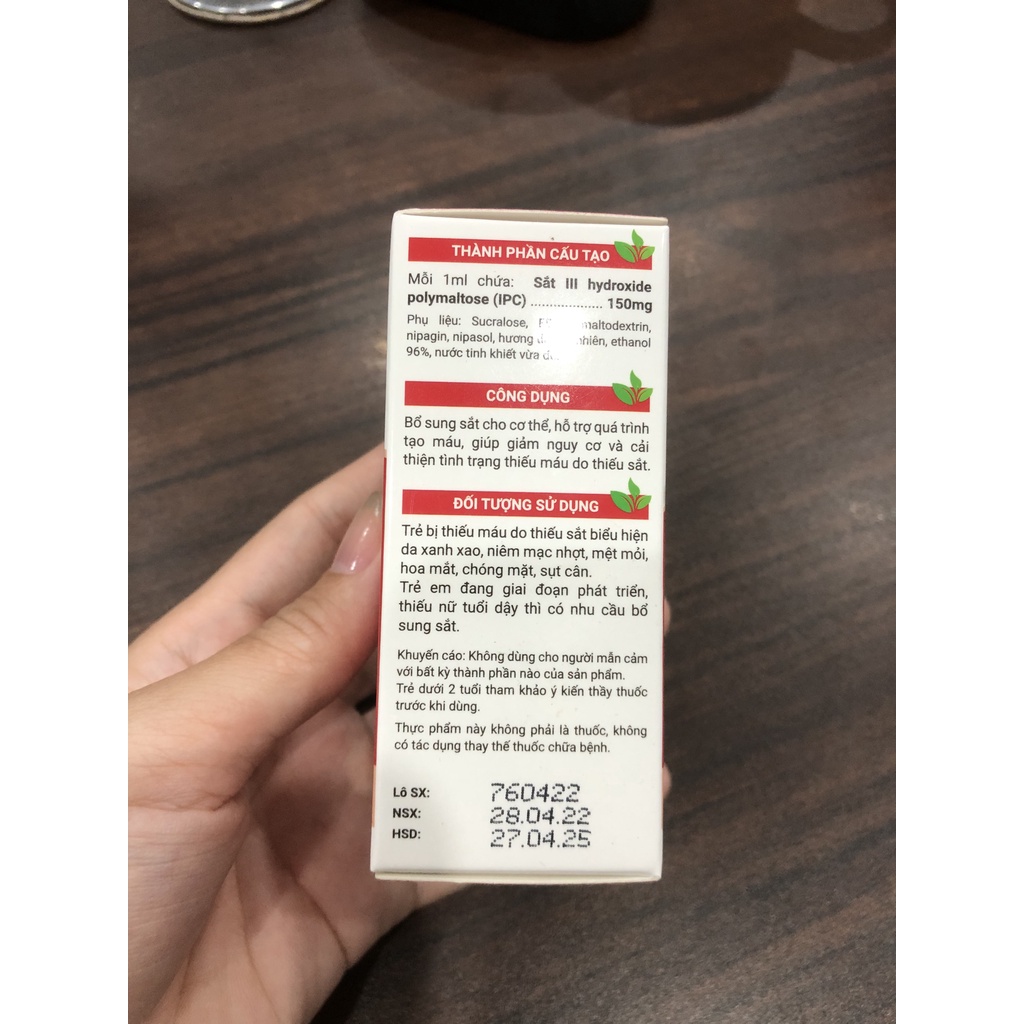 THÀNH PHẦN CẤU TẠO
Mỗi 1ml chứa: Sắt III hydroxide
polymaltose (IPC) ................... 150mg
Phụ liệu: Sucralose, maltodextrin,
nipagin, nipasol, hương nhiên, ethanol
96%, nước tinh khiết vừa
CÔNG DỤNG
Bổ sung sắt cho cơ thể, hỗ trợ quá trình
tạo máu, giúp giảm nguy cơ và cải
thiện tình trạng thiếu máu do thiếu sắt.
ĐỐI TƯỢNG SỬ DỤNG
Trẻ bị thiếu máu do thiếu sắt biểu hiện
da xanh xao, niêm mạc nhợt, mệt mỏi,
hoa mắt, chóng mặt, sụt cân.
Trẻ em đang giai đoạn phát triển,
thiếu nữ tuổi dậy thì có nhu cầu bổ
sung sắt.
Khuyến cáo: Không dùng cho người mẫn cảm
với bất kỳ thành phần nào của sản phẩm.
Trẻ dưới 2 tuổi tham khảo ý kiến thầy thuốc
trước khi dùng.
Thực phẩm này không phải là thuốc, không
có tác dụng thay thế thuốc chữa bệnh.
Lô SX: 760422
NSX: 28.04.22
HSD: 27.04.25